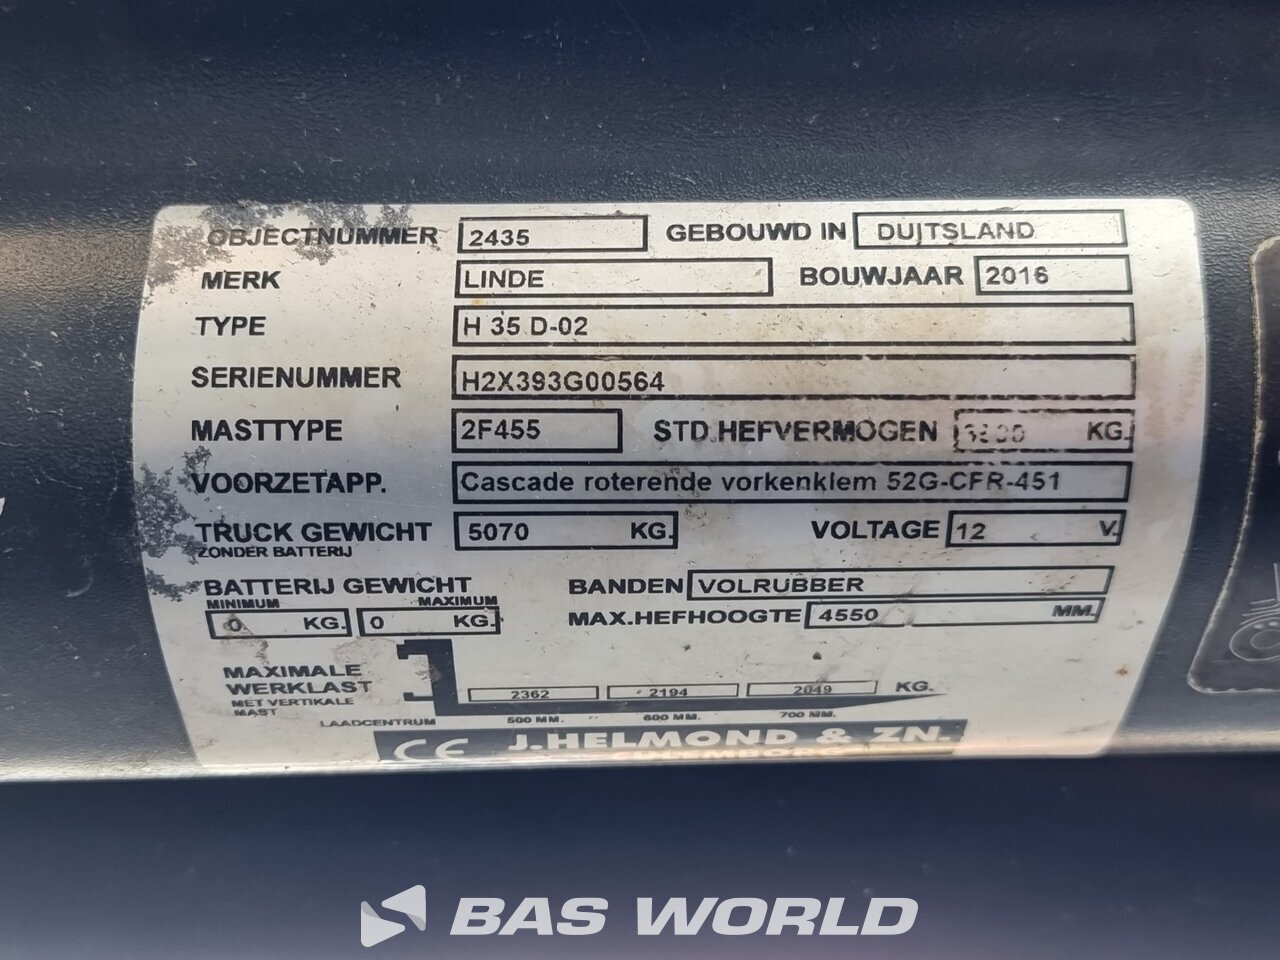 OBJECTNUMMER 2435 GEBOUWD IN DUITSLAND
MERK LINDE BOUWJAAR 2016
TYPE H 35 D-02
SERIENUMMER H2X393G00564
MASTTYPE 2F455 STD.HEFVERMOGEN KG.
VOORZETAPP. Cascade roterende vorkenklem 52G-CFR-451
TRUCK GEWICHT 5070 KG. VOLTAGE 12 V.
ZONDER BATTERIJ
BATTERIJ GEWICHT BANDEN VOLRUBBER
MINIMUM MAXIMUM
0 KG. 0 KG. MAX.HEFHOOGTE 4550 MM.
MAXIMALE
WERKLAST 2362 2194 2049 KG.
MET VERTIKALE
MAST
LAADCENTRUM 500 MM. 600 MM. 700 MM.
CE J.HELMOND & ZN.
BAS WORLD